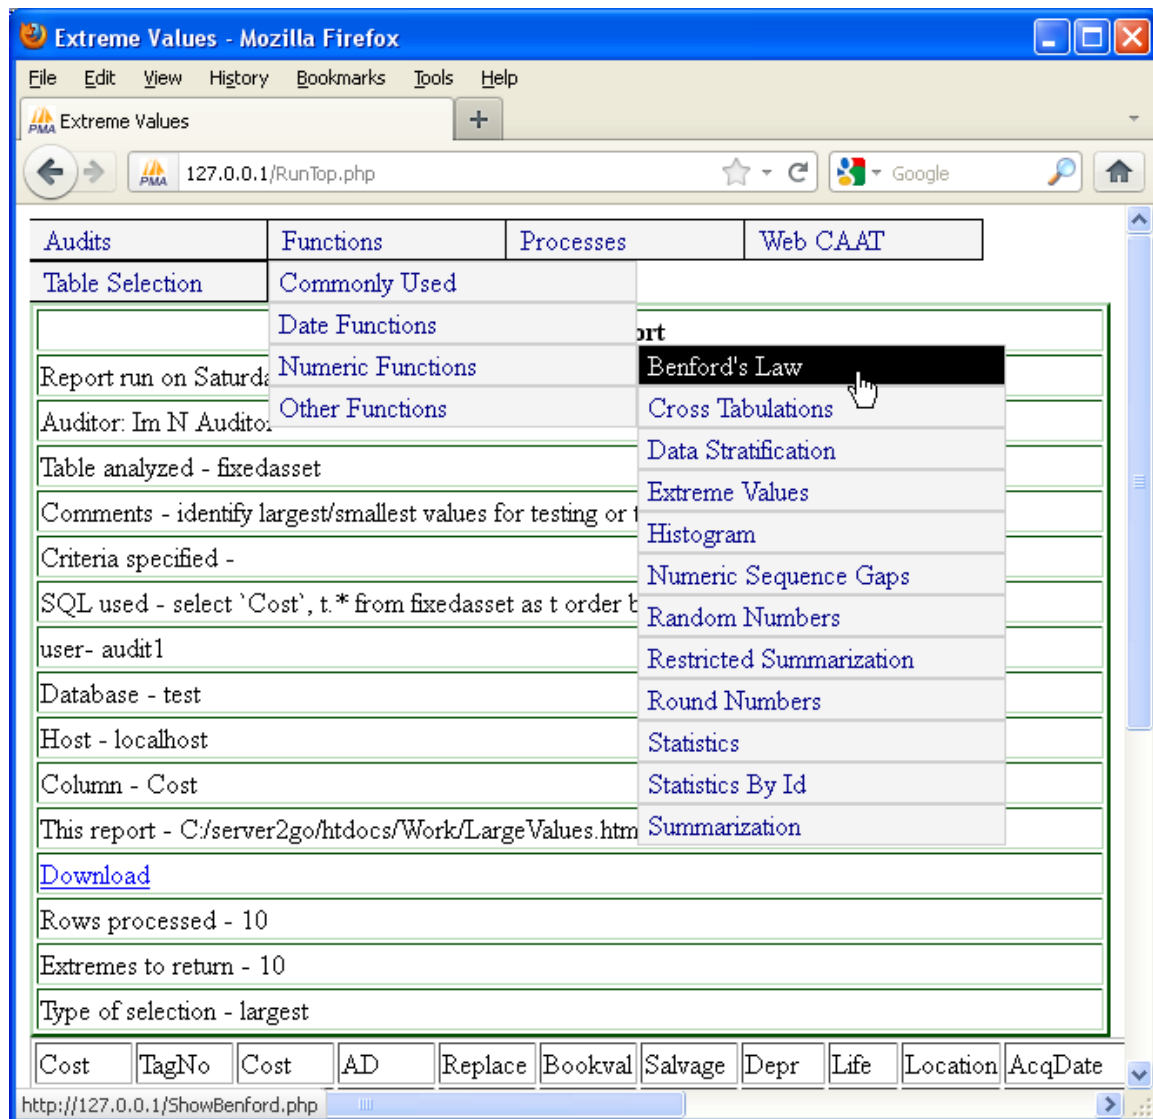 Extreme Values - Mozilla Firefox
File Edit View History Bookmarks Tools Help
PMA Extreme Values +
PMA 127.0.0.1/RunTop.php Google
Audits Functions Processes Web CAAT
Table Selection Commonly Used
Date Functions
Numeric Functions Benford's Law
Report run on
Other Functions Cross Tabulations
Auditor: Im N Auditor
Data Stratification
Table analyzed - fixedasset
Extreme Values
Comments - identify largest/smallest values for testing or
Histogram
Criteria specified -
Numeric Sequence Gaps
SQL used - select `Cost`, t.* from fixedasset as t order
Random Numbers
user- audit1
Restricted Summarization
Database - test
Round Numbers
Host - localhost
Statistics
Column - Cost
Statistics By Id
This report - C:/server2go/htdocs/Work/LargeValues.htm
Summarization
Download
Rows processed - 10
Extremes to return - 10
Type of selection - largest
Cost TagNo Cost AD Replace Bookval Salvage Depr Life Location AcqDate
http://127.0.0.1/ShowBenford.php